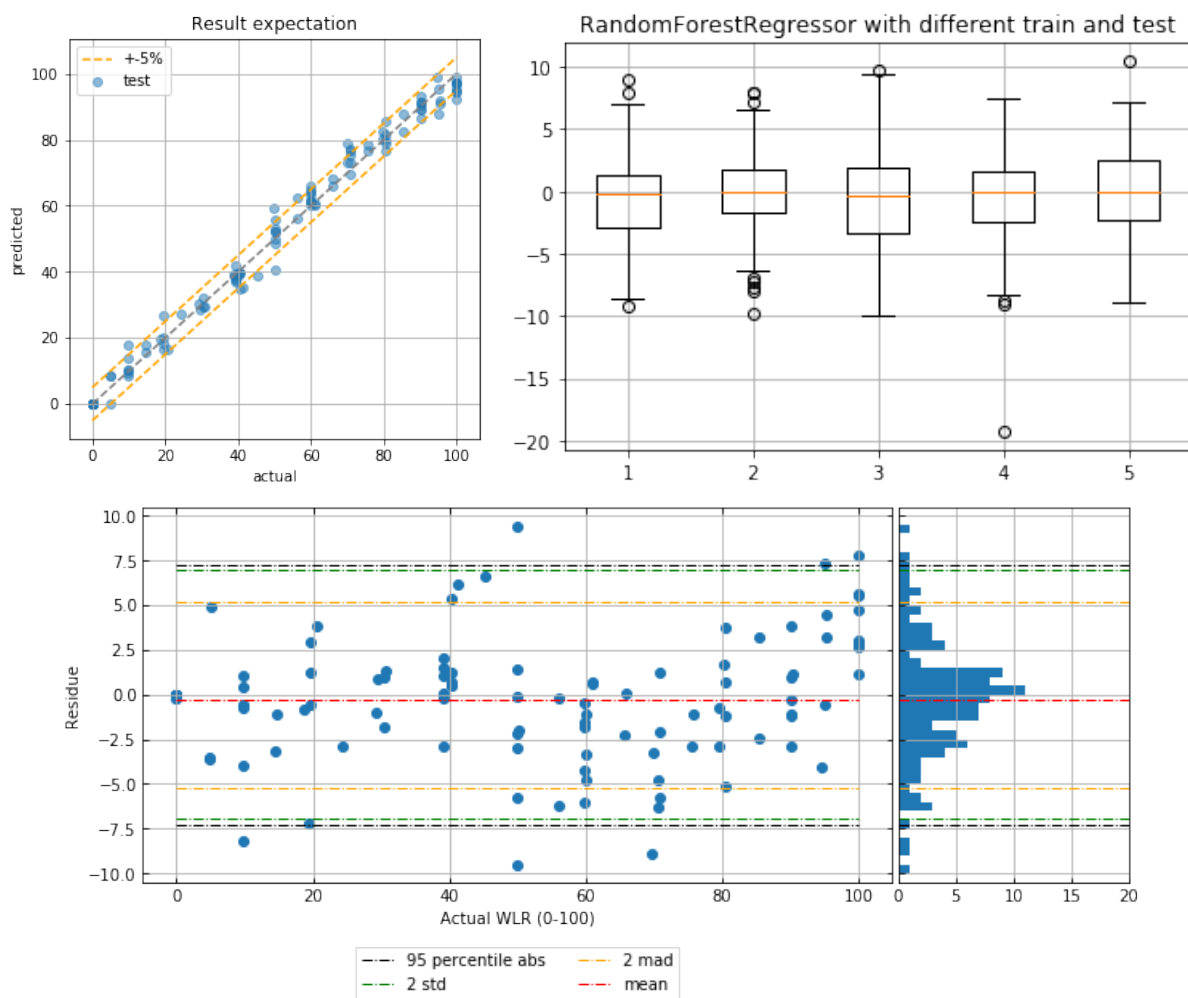 Result expectation
+-5%
test
100
80
60
40
20
0
predicted
0 20 40 60 80 100
actual
RandomForestRegressor with different train and test
10
5
0
−5
−10
−15
−20
1 2 3 4 5
10.0
7.5
5.0
2.5
0.0
−2.5
−5.0
−7.5
−10.0
Residue
0 20 40 60 80 100
Actual WLR (0-100)
0 5 10 15 20
95 percentile abs
2 std
2 mad
mean